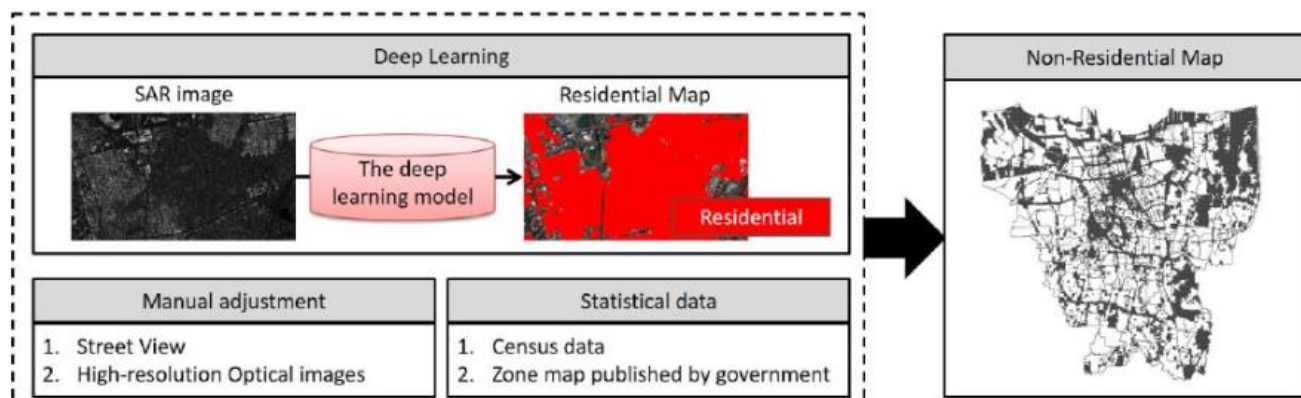 Deep Learning
SAR image
Residential Map
The deep
learning model
Residential
Manual adjustment
1. Street View
2. High-resolution Optical images
Statistical data
1. Census data
2. Zone map published by government
Non-Residential Map